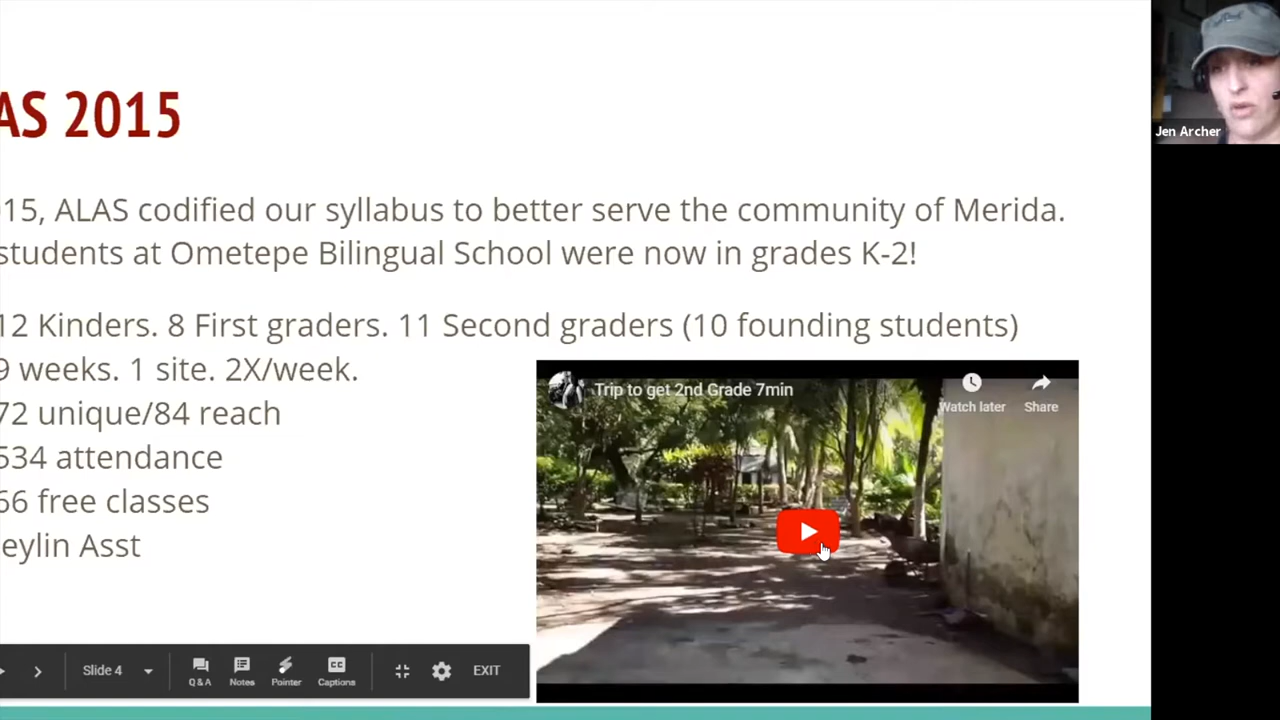 AS 2015
Jen Archer
15, ALAS codified our syllabus to better serve the community of Merida.
students at Ometepe Bilingual School were now in grades K-2!
12 Kinders. 8 First graders. 11 Second graders (10 founding students)
9 weeks. 1 site. 2X/week.
72 unique/84 reach
534 attendance
66 free classes
eylin Asst
Trip to get 2nd Grade 7min
Watch later
Share
Slide 4
Q&A
Notes
Pointer
CC
Captions
EXIT